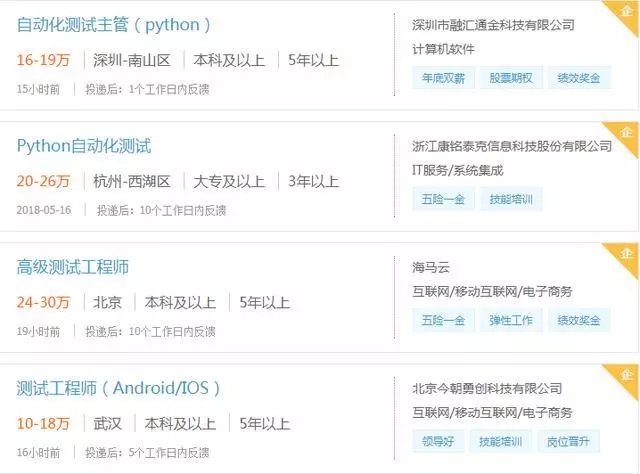 企
自动化测试主管（python）
深圳市融汇通金科技有限公司
16-19万 深圳-南山区 本科及以上 5年以上
计算机软件
15小时前 投递后：1个工作日内反馈
年底双薪 股票期权 绩效奖金
企
Python自动化测试
浙江康铭泰克信息科技股份有限公司
20-26万 杭州-西湖区 大专及以上 3年以上
IT服务/系统集成
2018-05-16 投递后：10个工作日内反馈
五险一金 技能培训
企
高级测试工程师
海马云
24-30万 北京 本科及以上 5年以上
互联网/移动互联网/电子商务
19小时前 投递后：10个工作日内反馈
五险一金 弹性工作 绩效奖金
企
测试工程师（Android/IOS）
北京今朝勇创科技有限公司
10-18万 武汉 本科及以上 5年以上
互联网/移动互联网/电子商务
16小时前 投递后：5个工作日内反馈
领导好 技能培训 岗位晋升